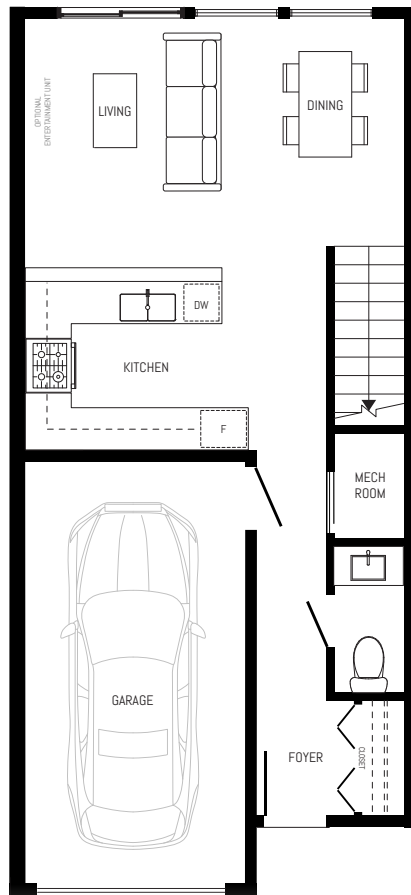 OPTIONAL
ENTERTAINMENT UNIT
LIVING
DINING
DW
KITCHEN
F
MECH
ROOM
GARAGE
FOYER
CLOSET